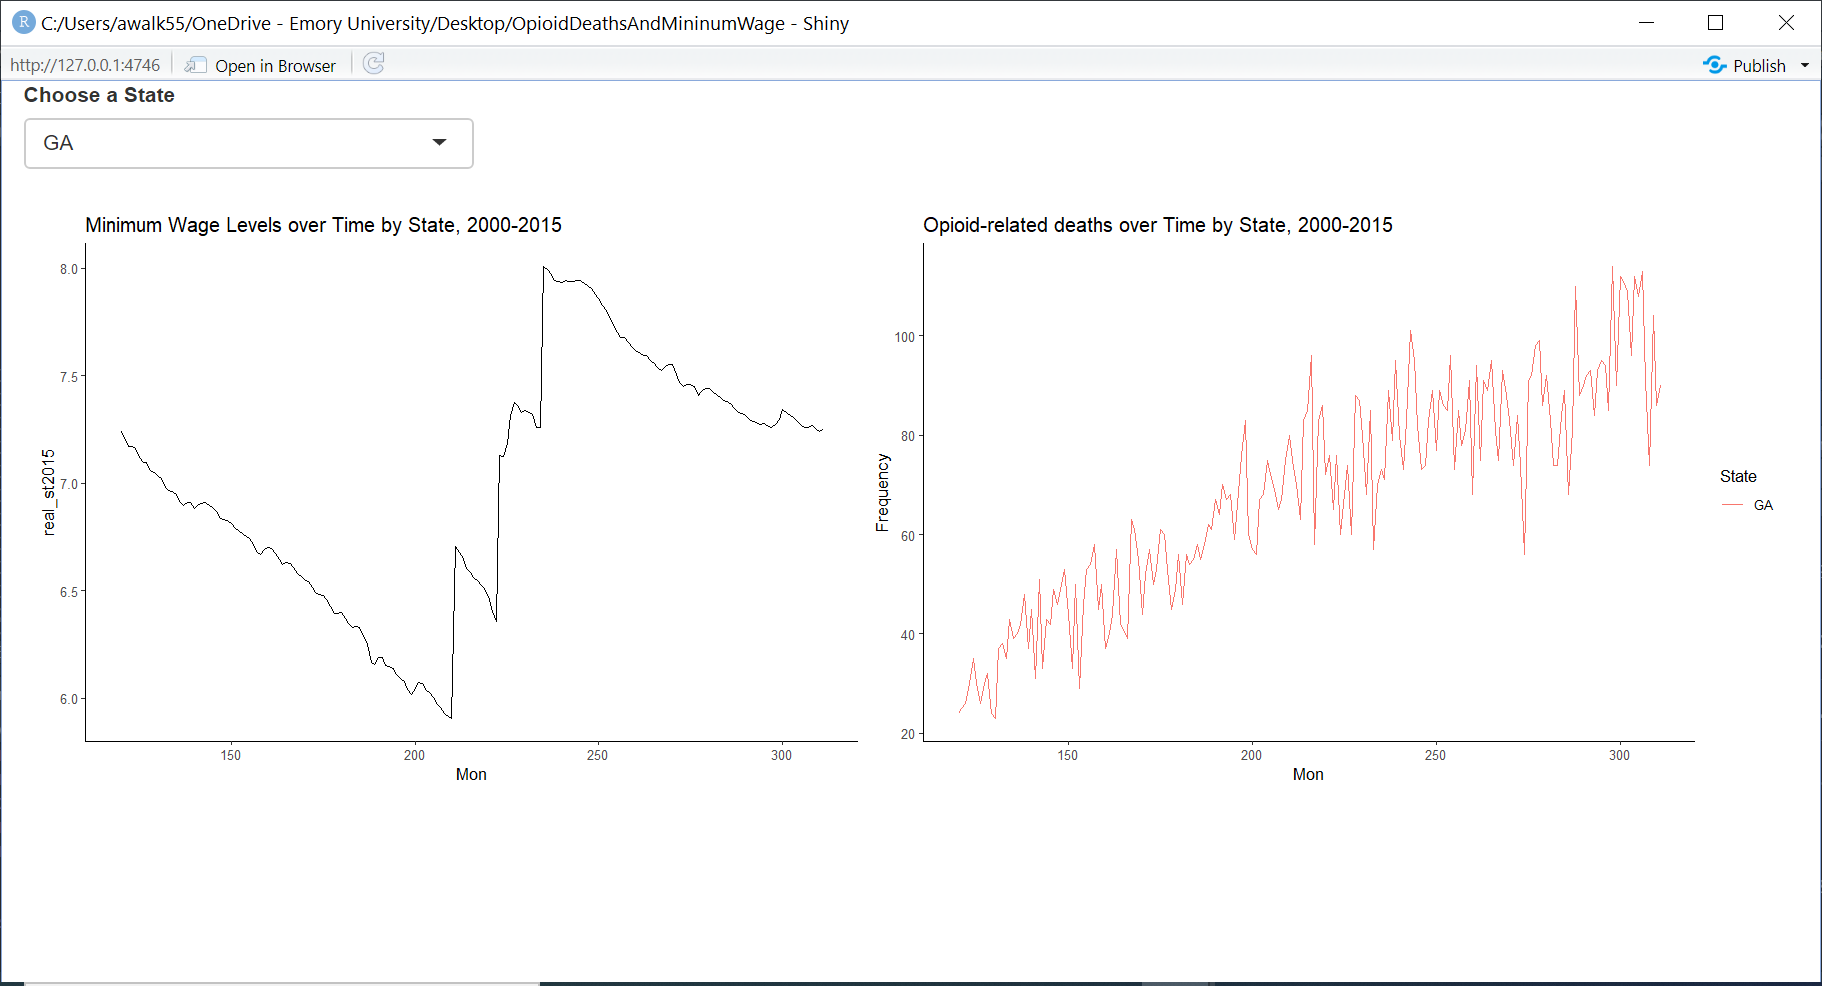 R C:/Users/awalk55/OneDrive - Emory University/Desktop/OpioidDeathsAndMininumWage - Shiny
http://127.0.0.1:4746 Open in Browser Publish
Choose a State
GA
Minimum Wage Levels over Time by State, 2000-2015
8.0
7.5
7.0
6.5
6.0
real_st2015
150 200 250 300
Mon
Opioid-related deaths over Time by State, 2000-2015
100
80
60
40
20
Frequency
150 200 250 300
Mon
State
GA